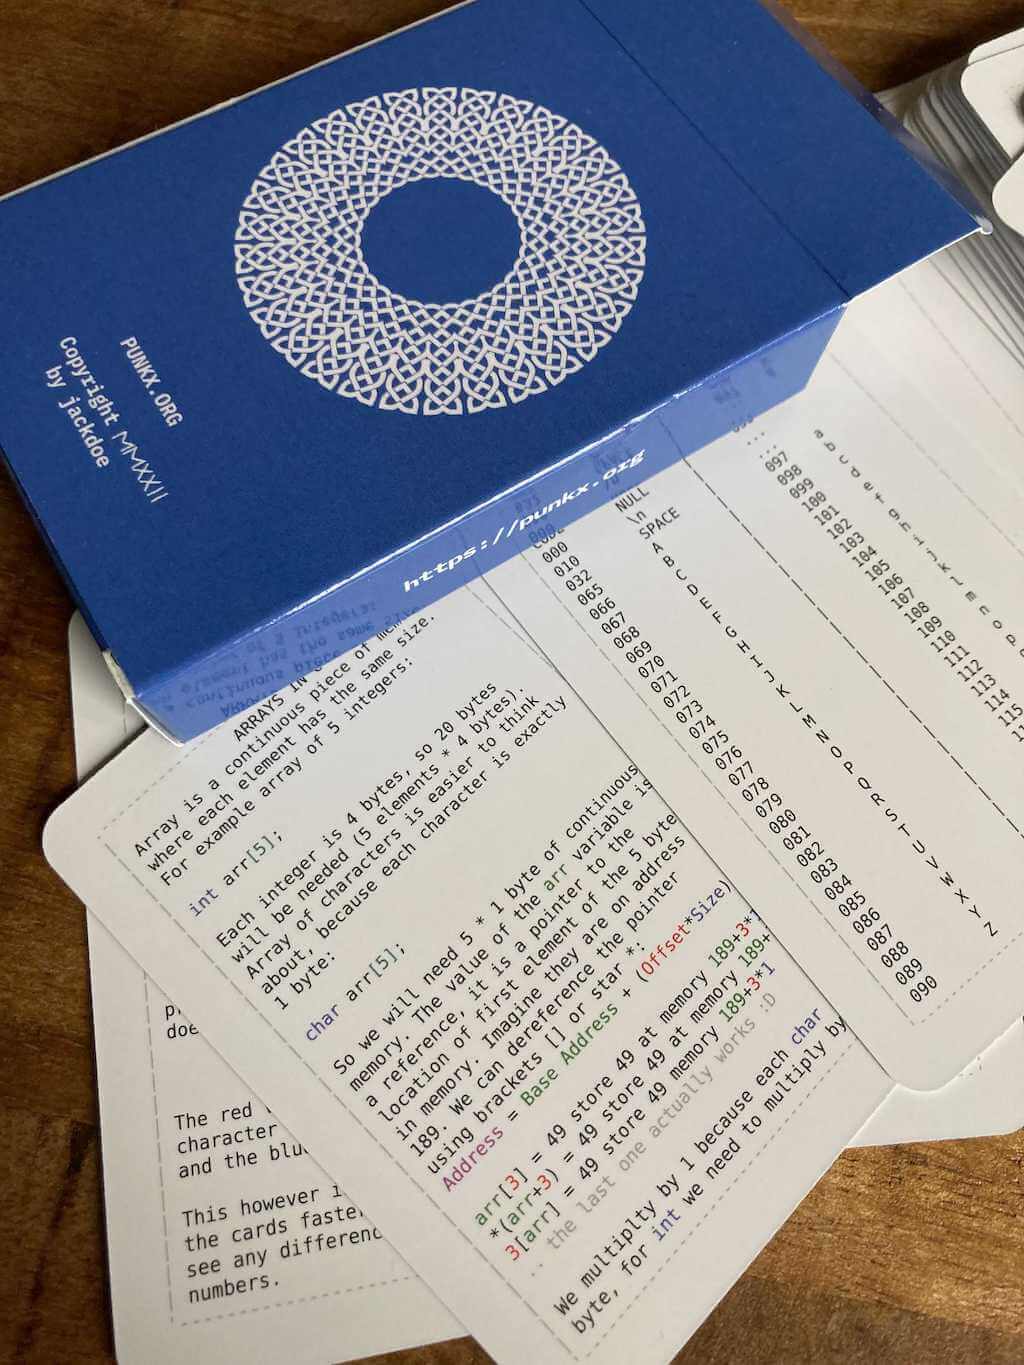 PUNKX.ORG
Copyright MMXXII
by jackdoe
https://punkx.org
ARRAYS IN
Array is a continuous piece of
where each element has the same size.
For example array of 5 integers:
int arr[5];
Each integer is 4 bytes, so 20 bytes
will be needed (5 elements * 4 bytes).
Array of characters is easier to think
about, because each character is exactly
1 byte:
char arr[5];
So we will need 5 * 1 byte of continuous
memory. The value of the arr variable is
a reference, it is a pointer to the
location of first element of the 5 byte
in memory. Imagine they are on address
189. We can dereference the pointer
using brackets [] or star *:
Address = Base Address + (Offset*Size)
arr[3] = 49 store 49 at memory 189+3*1
*(arr+3) = 49 store 49 at memory 189+
3[arr] = 49 store 49 memory 189+3*1
.. the last one actually works :D
We multiplty by 1 because each char
byte, for int we need to multiply by
NULL
000 \n
010 SPACE
032 A
065 B
066 C
067 D
068 E
069 F
070 G
071 H
072 I
073 J
074 K
075 L
076 M
077 N
078 O
079 P
080 Q
081 R
082 S
083 T
084 U
085 V
086 W
087 X
088 Y
089 Z
090
... a
097 b
098 c
099 d
100 e
101 f
102 g
103 h
104 i
105 j
106 k
107 l
108 m
109 n
110 o
111 p
112
113
114
115
doe
The red
character
and the blu
This however i
the cards faste
see any differenc
numbers.